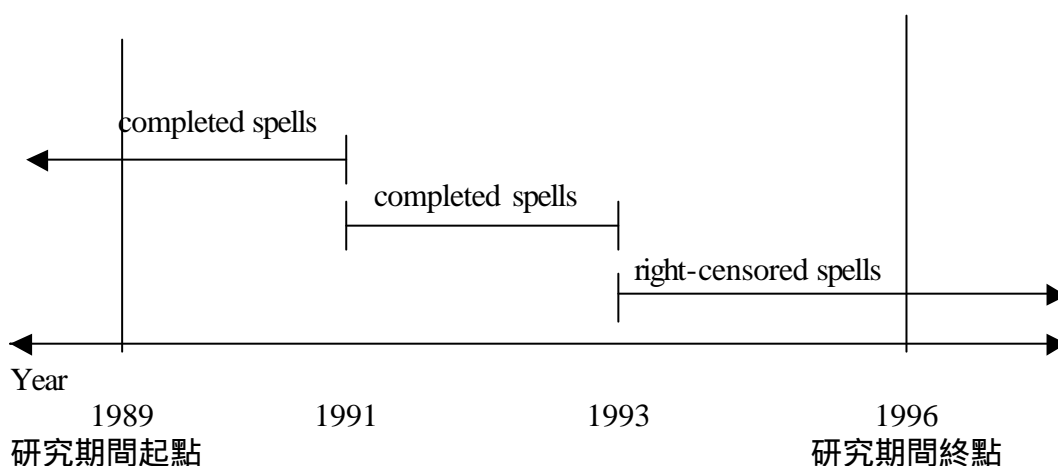 completed spells
completed spells
right-censored spells
Year
1989 1991 1993 1996
研究期間起點 研究期間終點